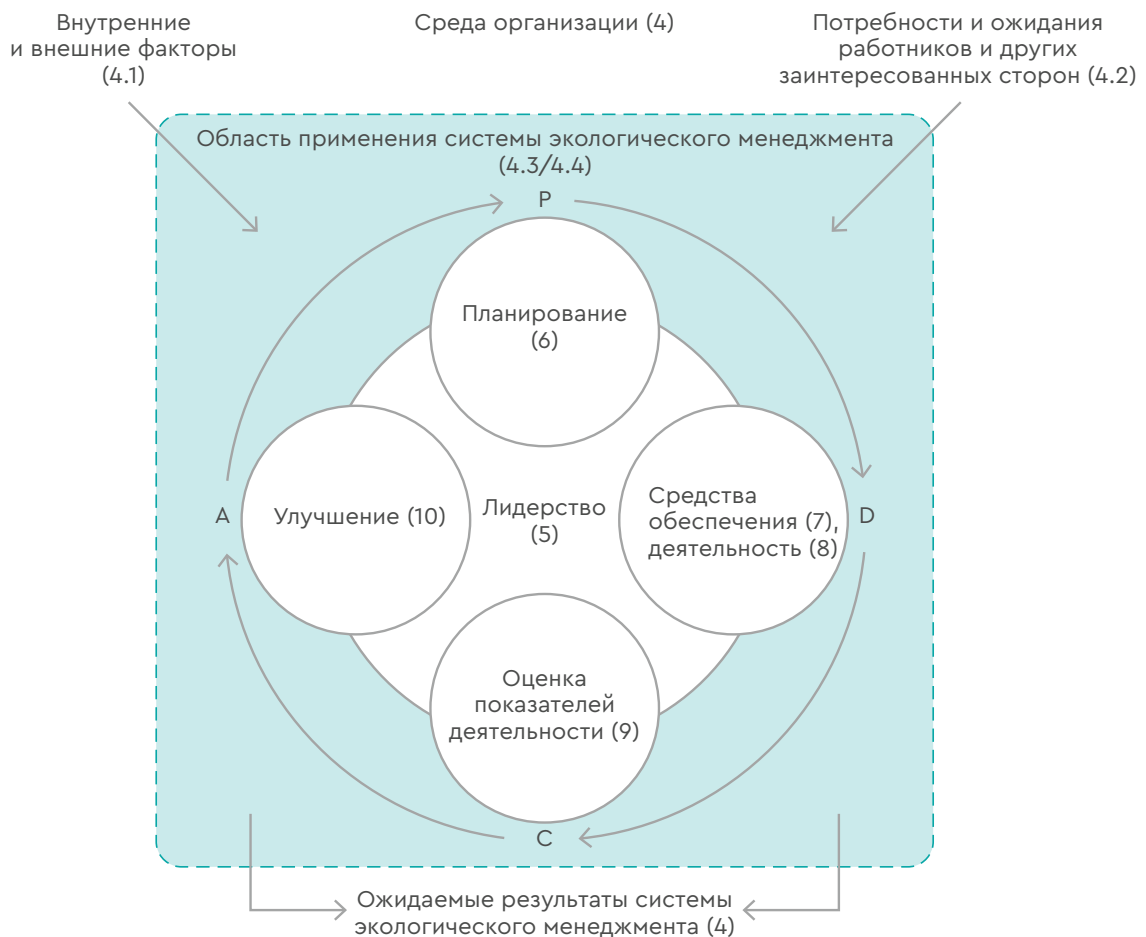 Внутренние
и внешние факторы
(4.1)
Среда организации (4)
Потребности и ожидания
работников и других
заинтересованных сторон (4.2)
Область применения системы экологического менеджмента
(4.3/4.4)
P
Планирование
(6)
A
Улучшение (10)
Лидерство
(5)
Средства
обеспечения (7),
деятельность (8)
D
Оценка
показателей
деятельности (9)
C
Ожидаемые результаты системы
экологического менеджмента (4)